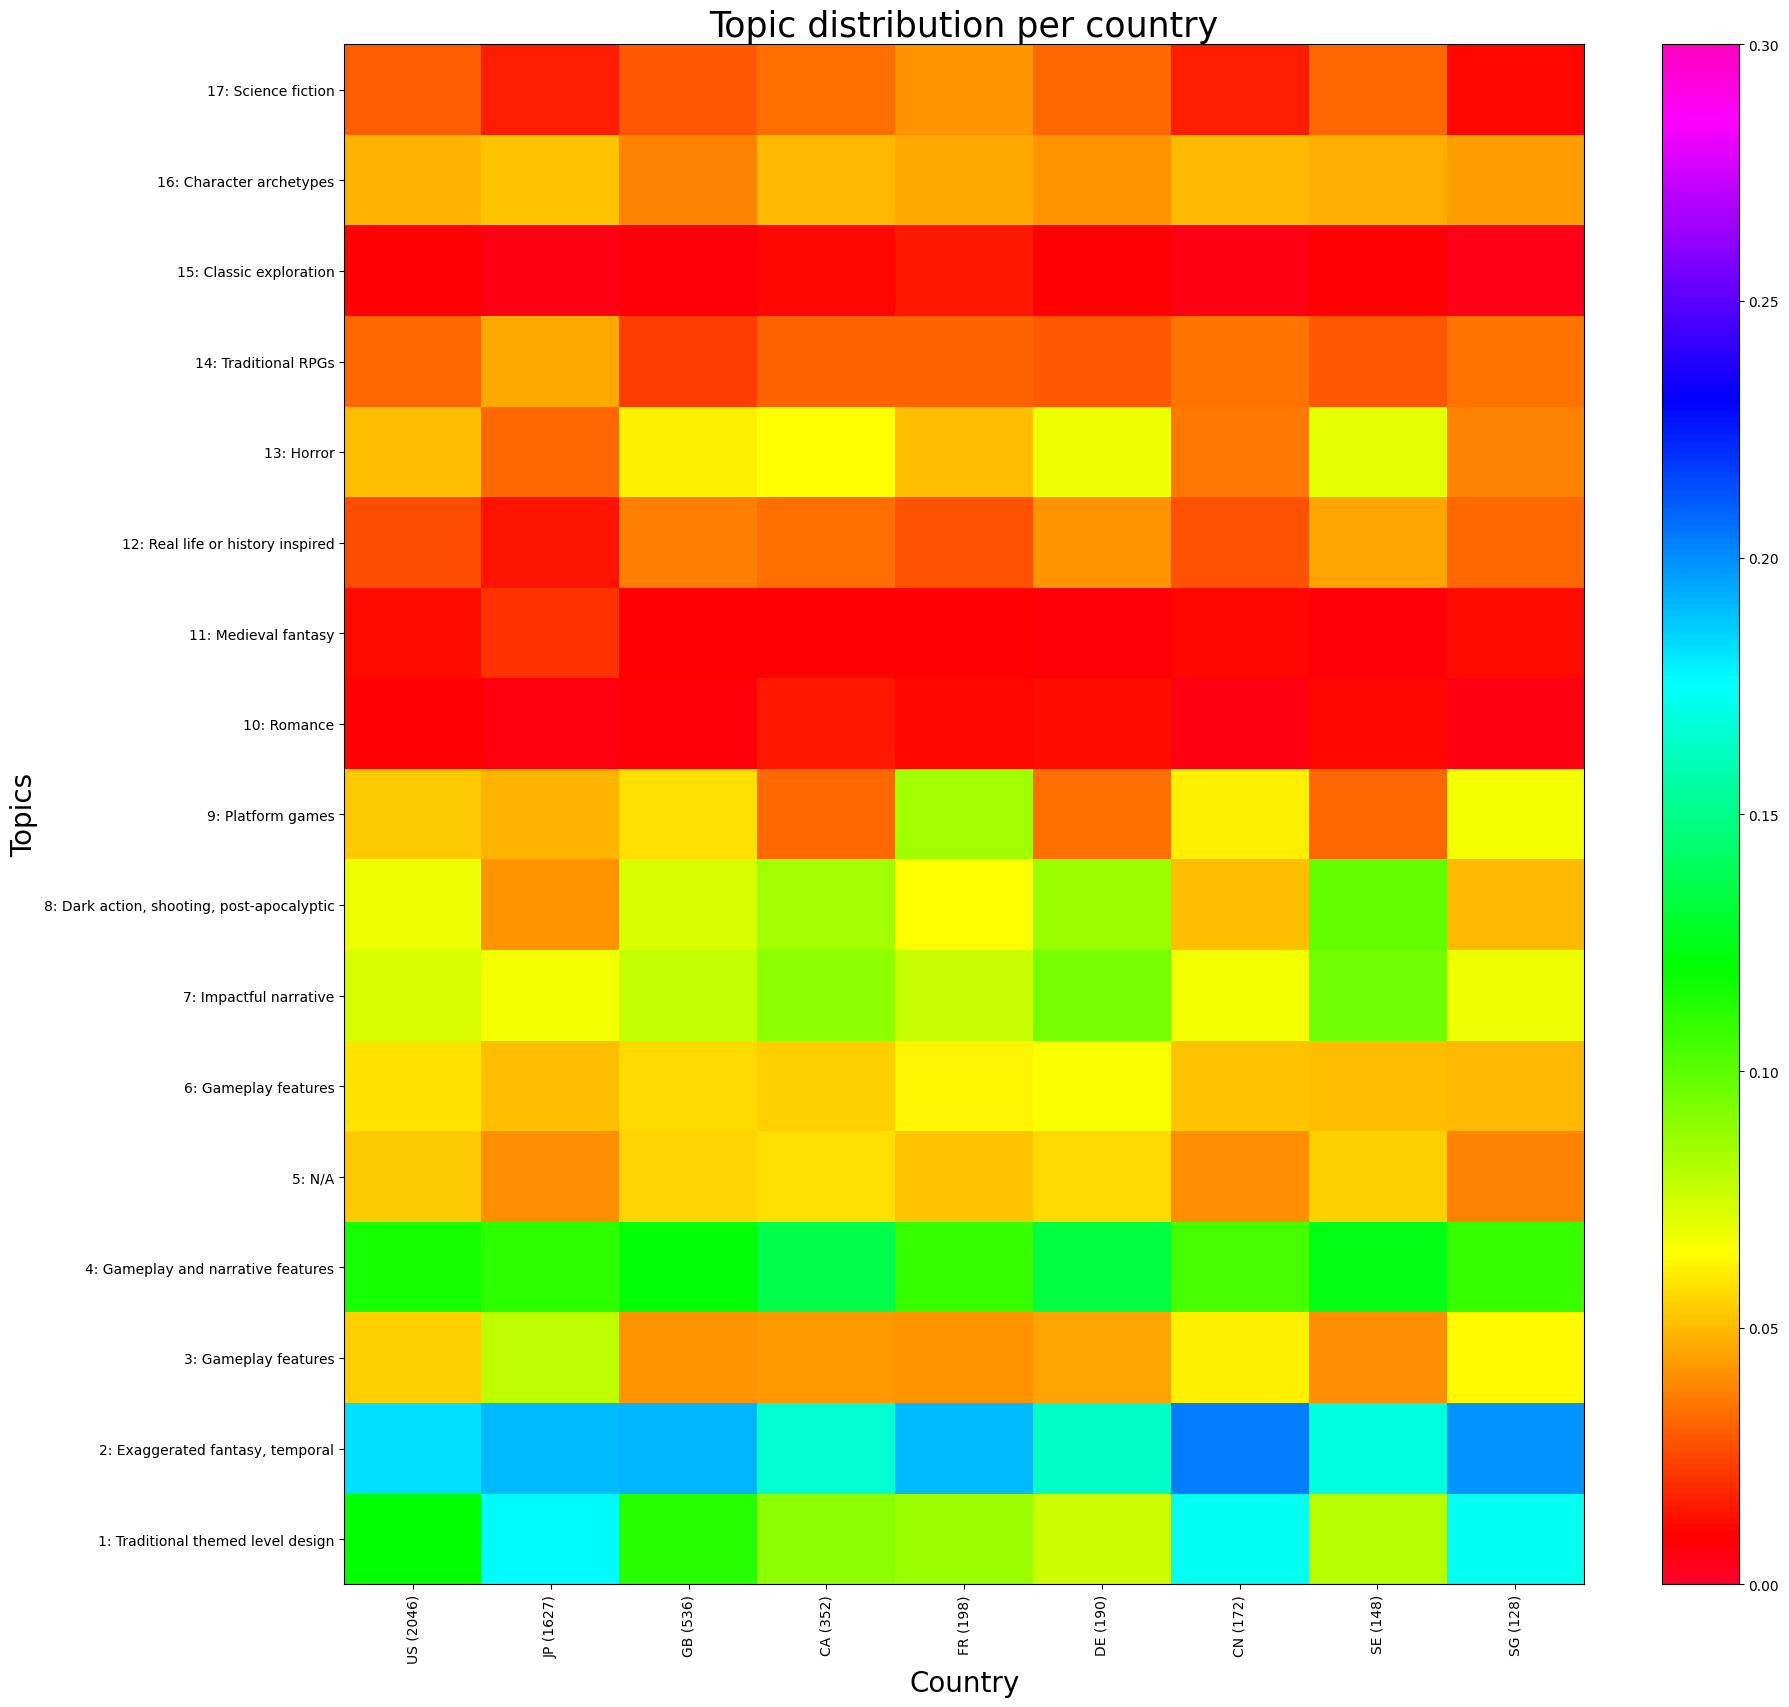 Topic distribution per country
17: Science fiction
16: Character archetypes
15: Classic exploration
14: Traditional RPGs
13: Horror
12: Real life or history inspired
11: Medieval fantasy
10: Romance
9: Platform games
8: Dark action, shooting, post-apocalyptic
7: Impactful narrative
6: Gameplay features
5: N/A
4: Gameplay and narrative features
3: Gameplay features
2: Exaggerated fantasy, temporal
1: Traditional themed level design
Topics
US (2046)
JP (1627)
GB (536)
CA (352)
FR (198)
DE (190)
CN (172)
SE (148)
SG (128)
Country
0.30
0.25
0.20
0.15
0.10
0.05
0.00